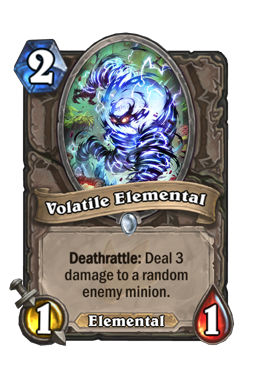 2
Volatile Elemental
Deathrattle: Deal 3
damage to a random
enemy minion.
1
Elemental
1